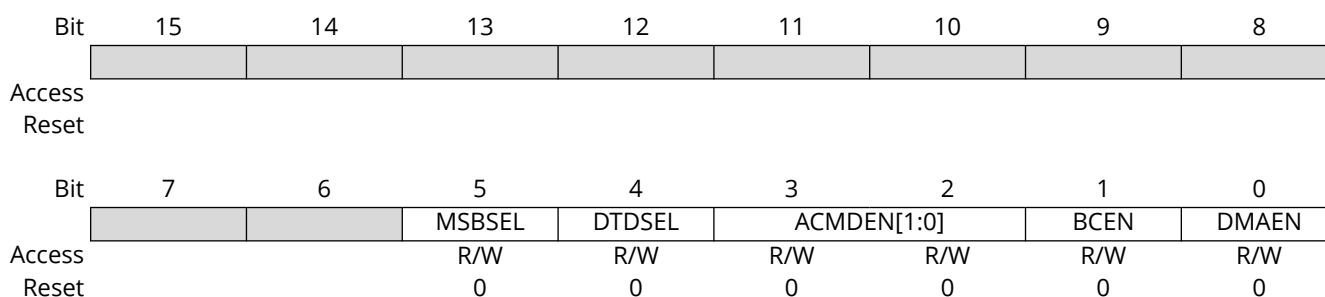 Bit 15 14 13 12 11 10 9 8
Access
Reset
Bit 7 6 5 4 3 2 1 0
MSBSEL DTDSEL ACMDEN[1:0] BCEN DMAEN
Access R/W R/W R/W R/W R/W R/W
Reset 0 0 0 0 0 0